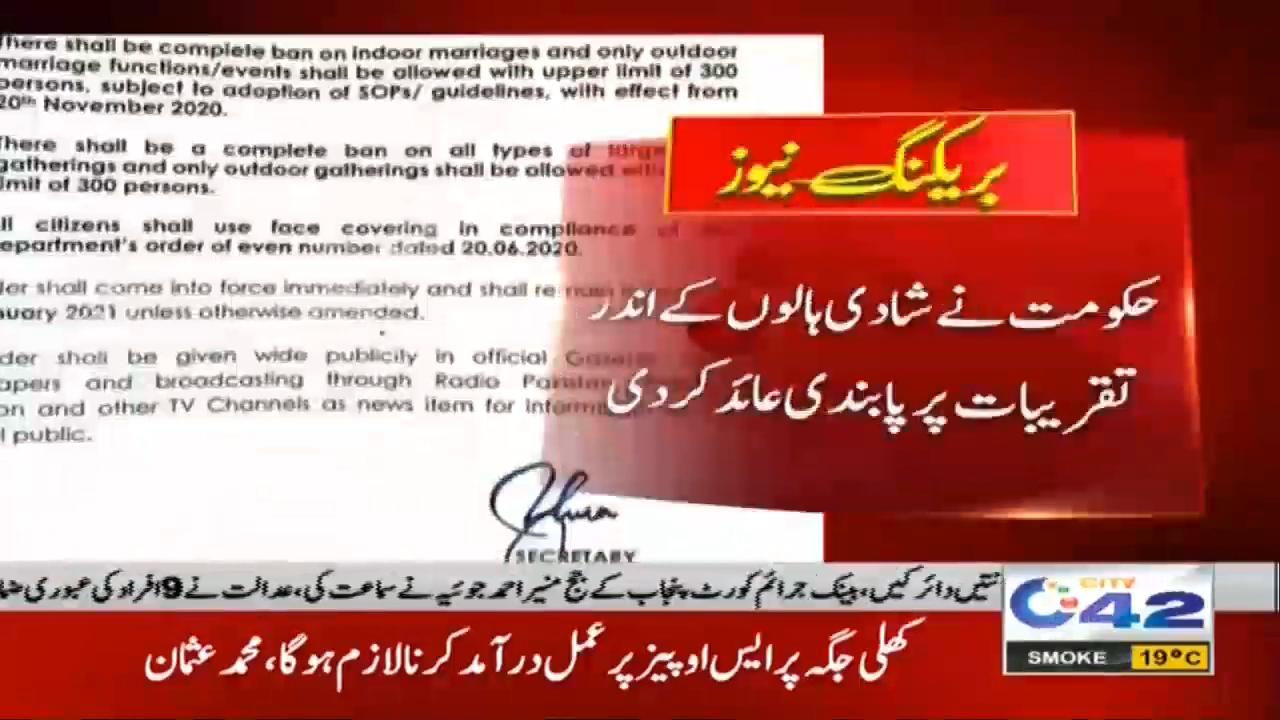 There shall be complete ban on indoor marriages and only outdoor
marriage functions/events shall be allowed with upper limit of 300
persons, subject to adoption of SOPs/ guidelines, with effect from
20th November 2020.
There shall be a complete ban on all types of
gatherings and only outdoor gatherings shall be allowed
limit of 300 persons.
ll citizens shall use face covering in compliance of
epartment's order of even number dated 20.06.2020.
der shall come into force immediately and shall remain
nuary 2021 unless otherwise amended.
der shall be given wide publicity in official
apers and broadcasting through Radio
on and other TV Channels as news item for
l public.
SECRETARY
بریکنگ نیوز
حکومت نے شادی ہالوں کے اندر
تقریبات پر پابندی عائد کر دی
دائر کیں، بینک جرائم کورٹ پنجاب کے جج منیر احمد جوئیہ نے سماعت کی، عدالت نے 9 افراد کی عبوری
CITY
42
SMOKE 19°C
کھلی جگہ پر ایس او پیز پر عمل درآمد کرنا لازم ہوگا، محمد عثمان